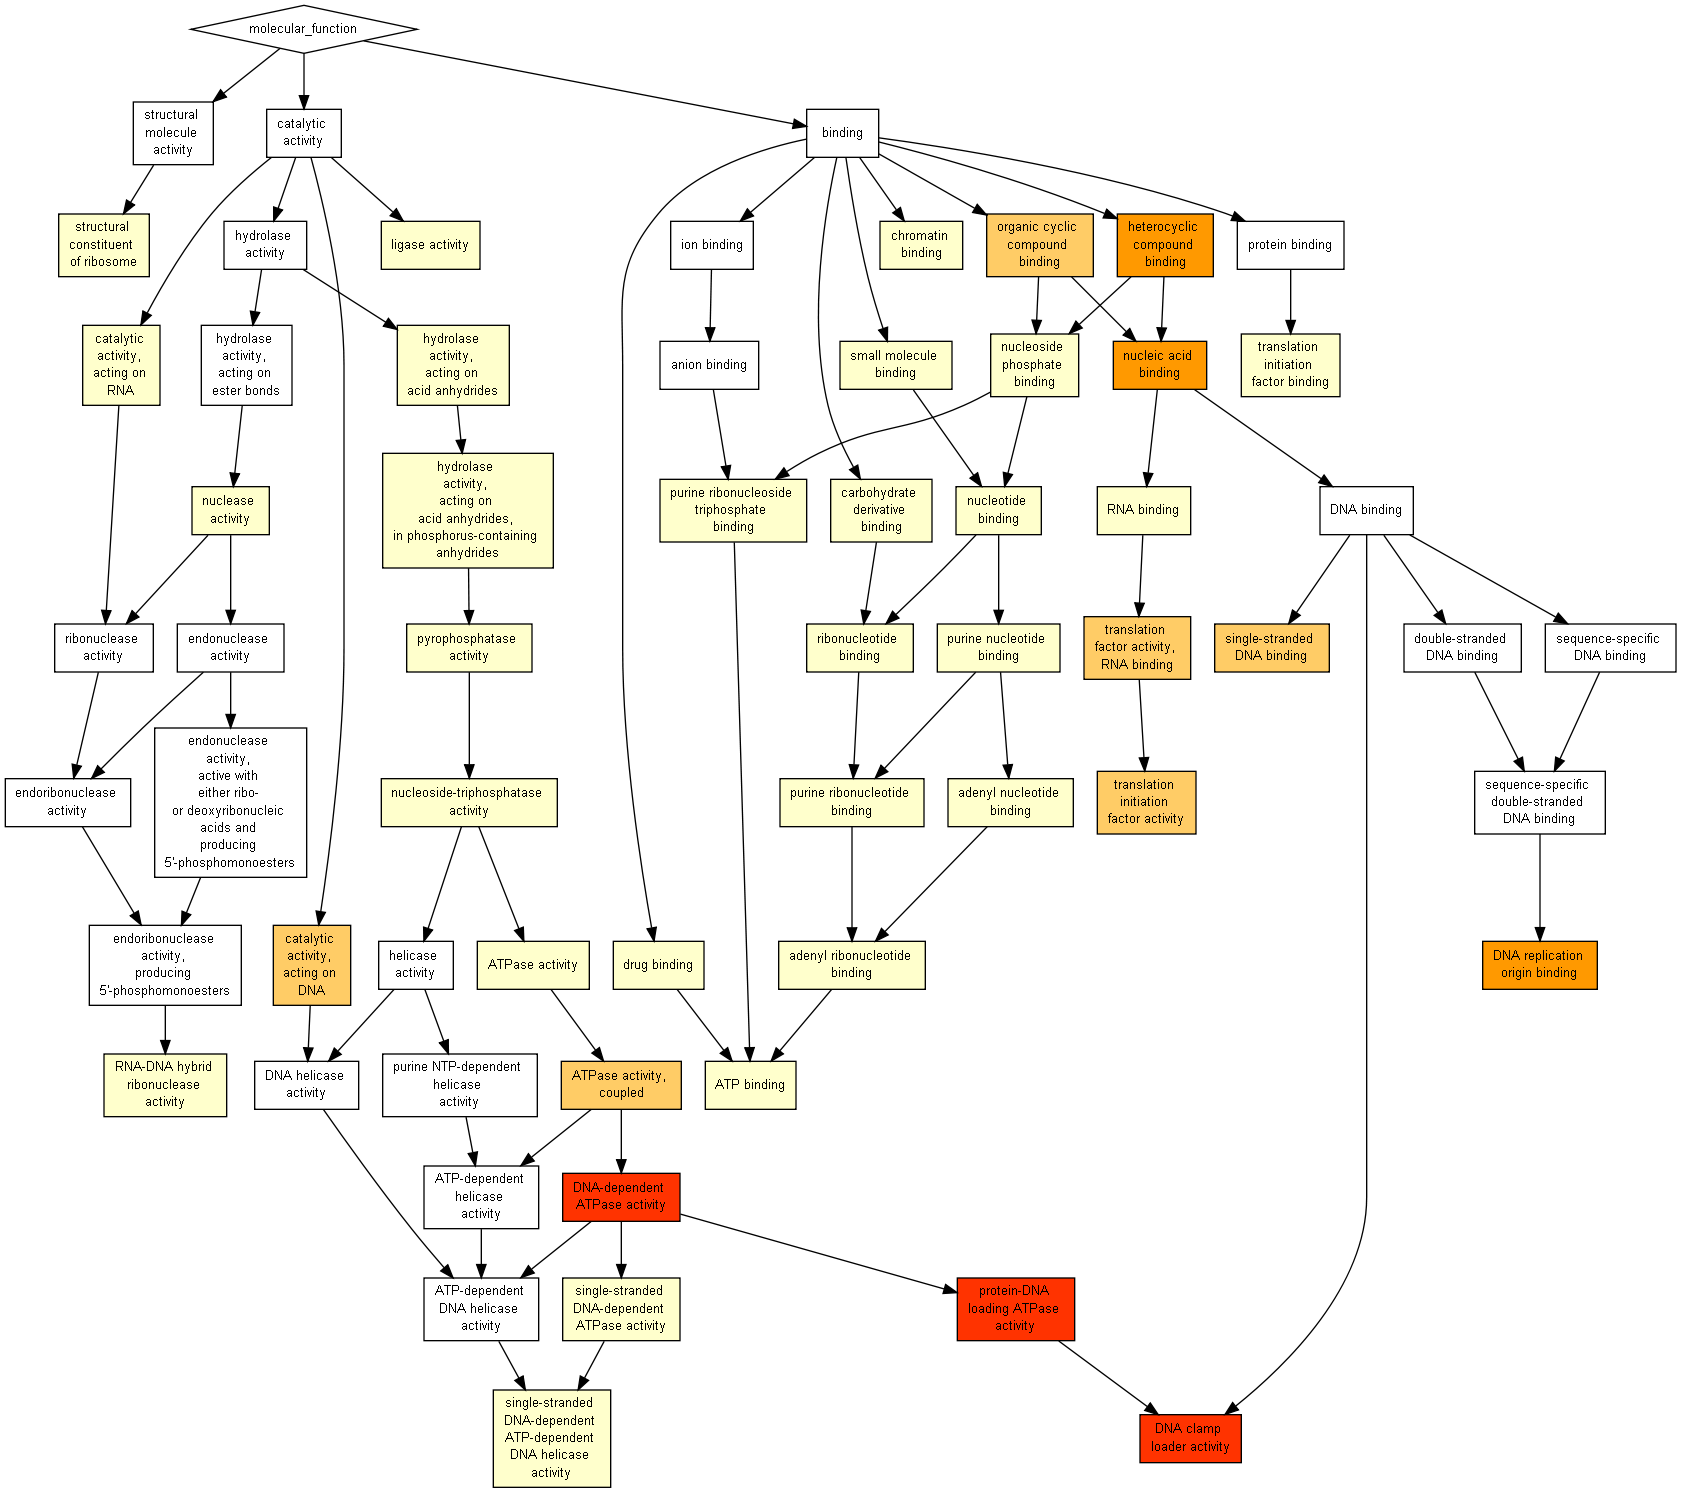 molecular_function
structural
molecule
activity
catalytic
activity
binding
structural
constituent
of ribosome
hydrolase
activity
ligase activity
ion binding
chromatin
binding
organic cyclic
compound
binding
heterocyclic
compound
binding
protein binding
catalytic
activity,
acting on
RNA
hydrolase
activity,
acting on
ester bonds
hydrolase
activity,
acting on
acid anhydrides
anion binding
small molecule
binding
nucleoside
phosphate
binding
nucleic acid
binding
translation
initiation
factor binding
nuclease
activity
hydrolase
activity,
acting on
acid anhydrides,
in phosphorus-containing
anhydrides
purine ribonucleoside
triphosphate
binding
carbohydrate
derivative
binding
nucleotide
binding
RNA binding
DNA binding
ribonuclease
activity
endonuclease
activity
pyrophosphatase
activity
ribonucleotide
binding
purine nucleotide
binding
translation
factor activity,
RNA binding
single-stranded
DNA binding
double-stranded
DNA binding
sequence-specific
DNA binding
endoribonuclease
activity
endonuclease
activity,
active with
either ribo-
or deoxyribonucleic
acids and
producing
5'-phosphomonoesters
nucleoside-triphosphatase
activity
purine ribonucleotide
binding
adenyl nucleotide
binding
translation
initiation
factor activity
sequence-specific
double-stranded
DNA binding
endoribonuclease
activity,
producing
5'-phosphomonoesters
catalytic
activity,
acting on
DNA
helicase
activity
ATPase activity
drug binding
adenyl ribonucleotide
binding
DNA replication
origin binding
RNA-DNA hybrid
ribonuclease
activity
DNA helicase
activity
purine NTP-dependent
helicase
activity
ATPase activity,
coupled
ATP binding
ATP-dependent
helicase
activity
DNA-dependent
ATPase activity
ATP-dependent
DNA helicase
activity
single-stranded
DNA-dependent
ATPase activity
protein-DNA
loading ATPase
activity
single-stranded
DNA-dependent
ATP-dependent
DNA helicase
activity
DNA clamp
loader activity